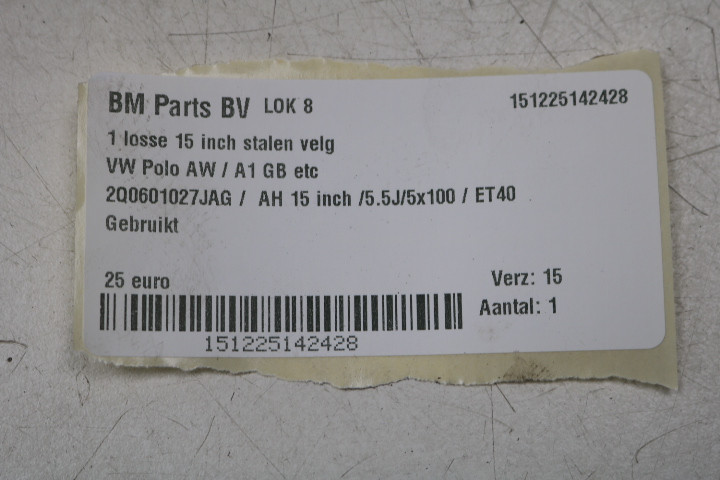 BM Parts BV LOK 8 151225142428
1 losse 15 inch stalen velg
VW Polo AW / A1 GB etc
2Q0601027JAG / AH 15 inch /5.5J/5x100 / ET40
Gebruikt
25 euro Verz: 15
Aantal: 1
151225142428